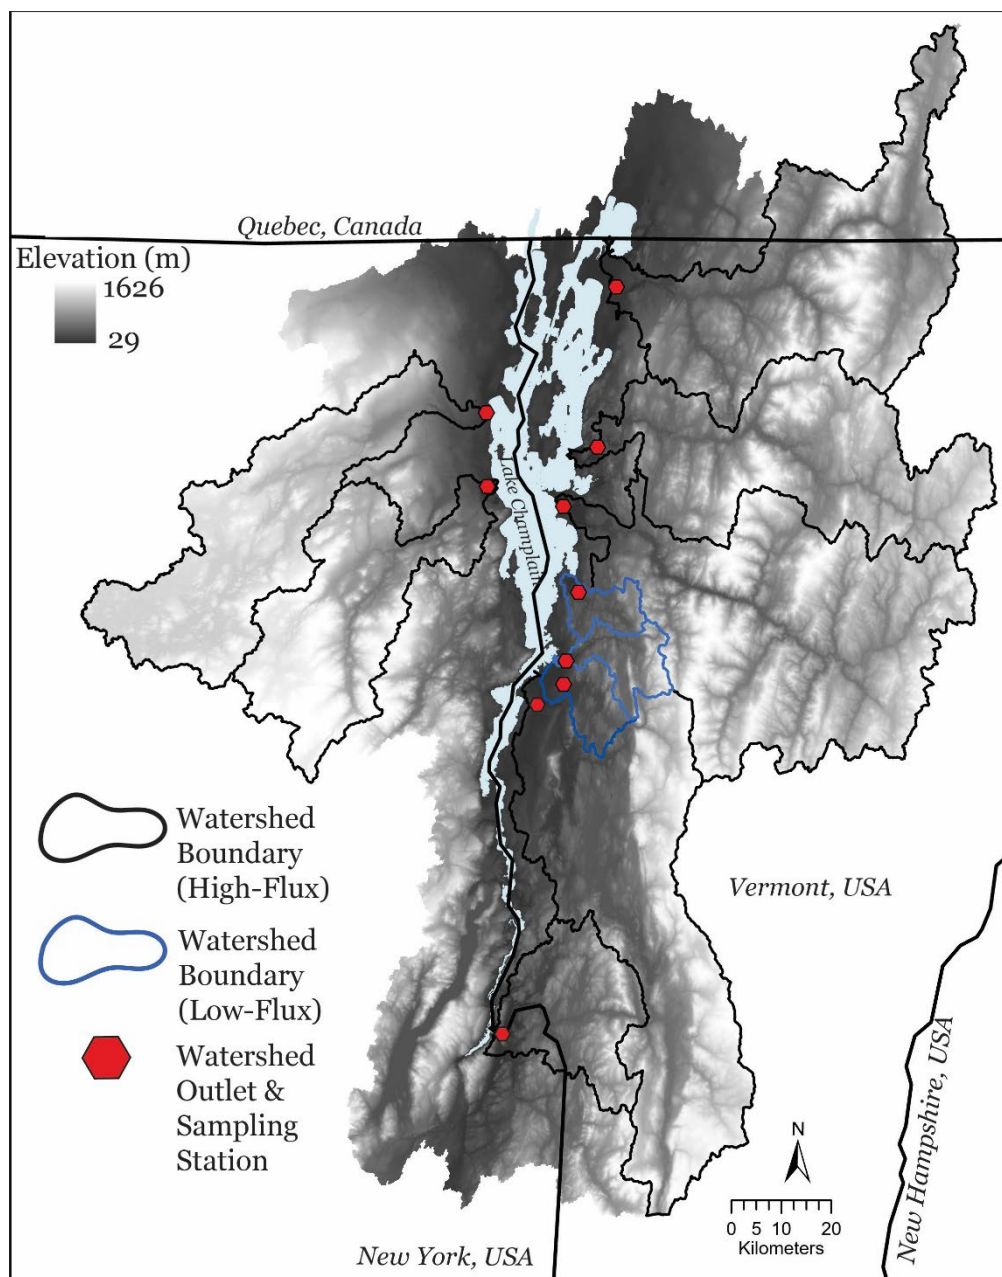 Quebec, Canada
Elevation (m)
1626
29
Lake Champlain
Watershed
Boundary
(High-Flux)
Vermont, USA
Watershed
Boundary
(Low-Flux)
Watershed
Outlet &
Sampling
Station
New Hampshire, USA
N
0 5 10 20
Kilometers
New York, USA